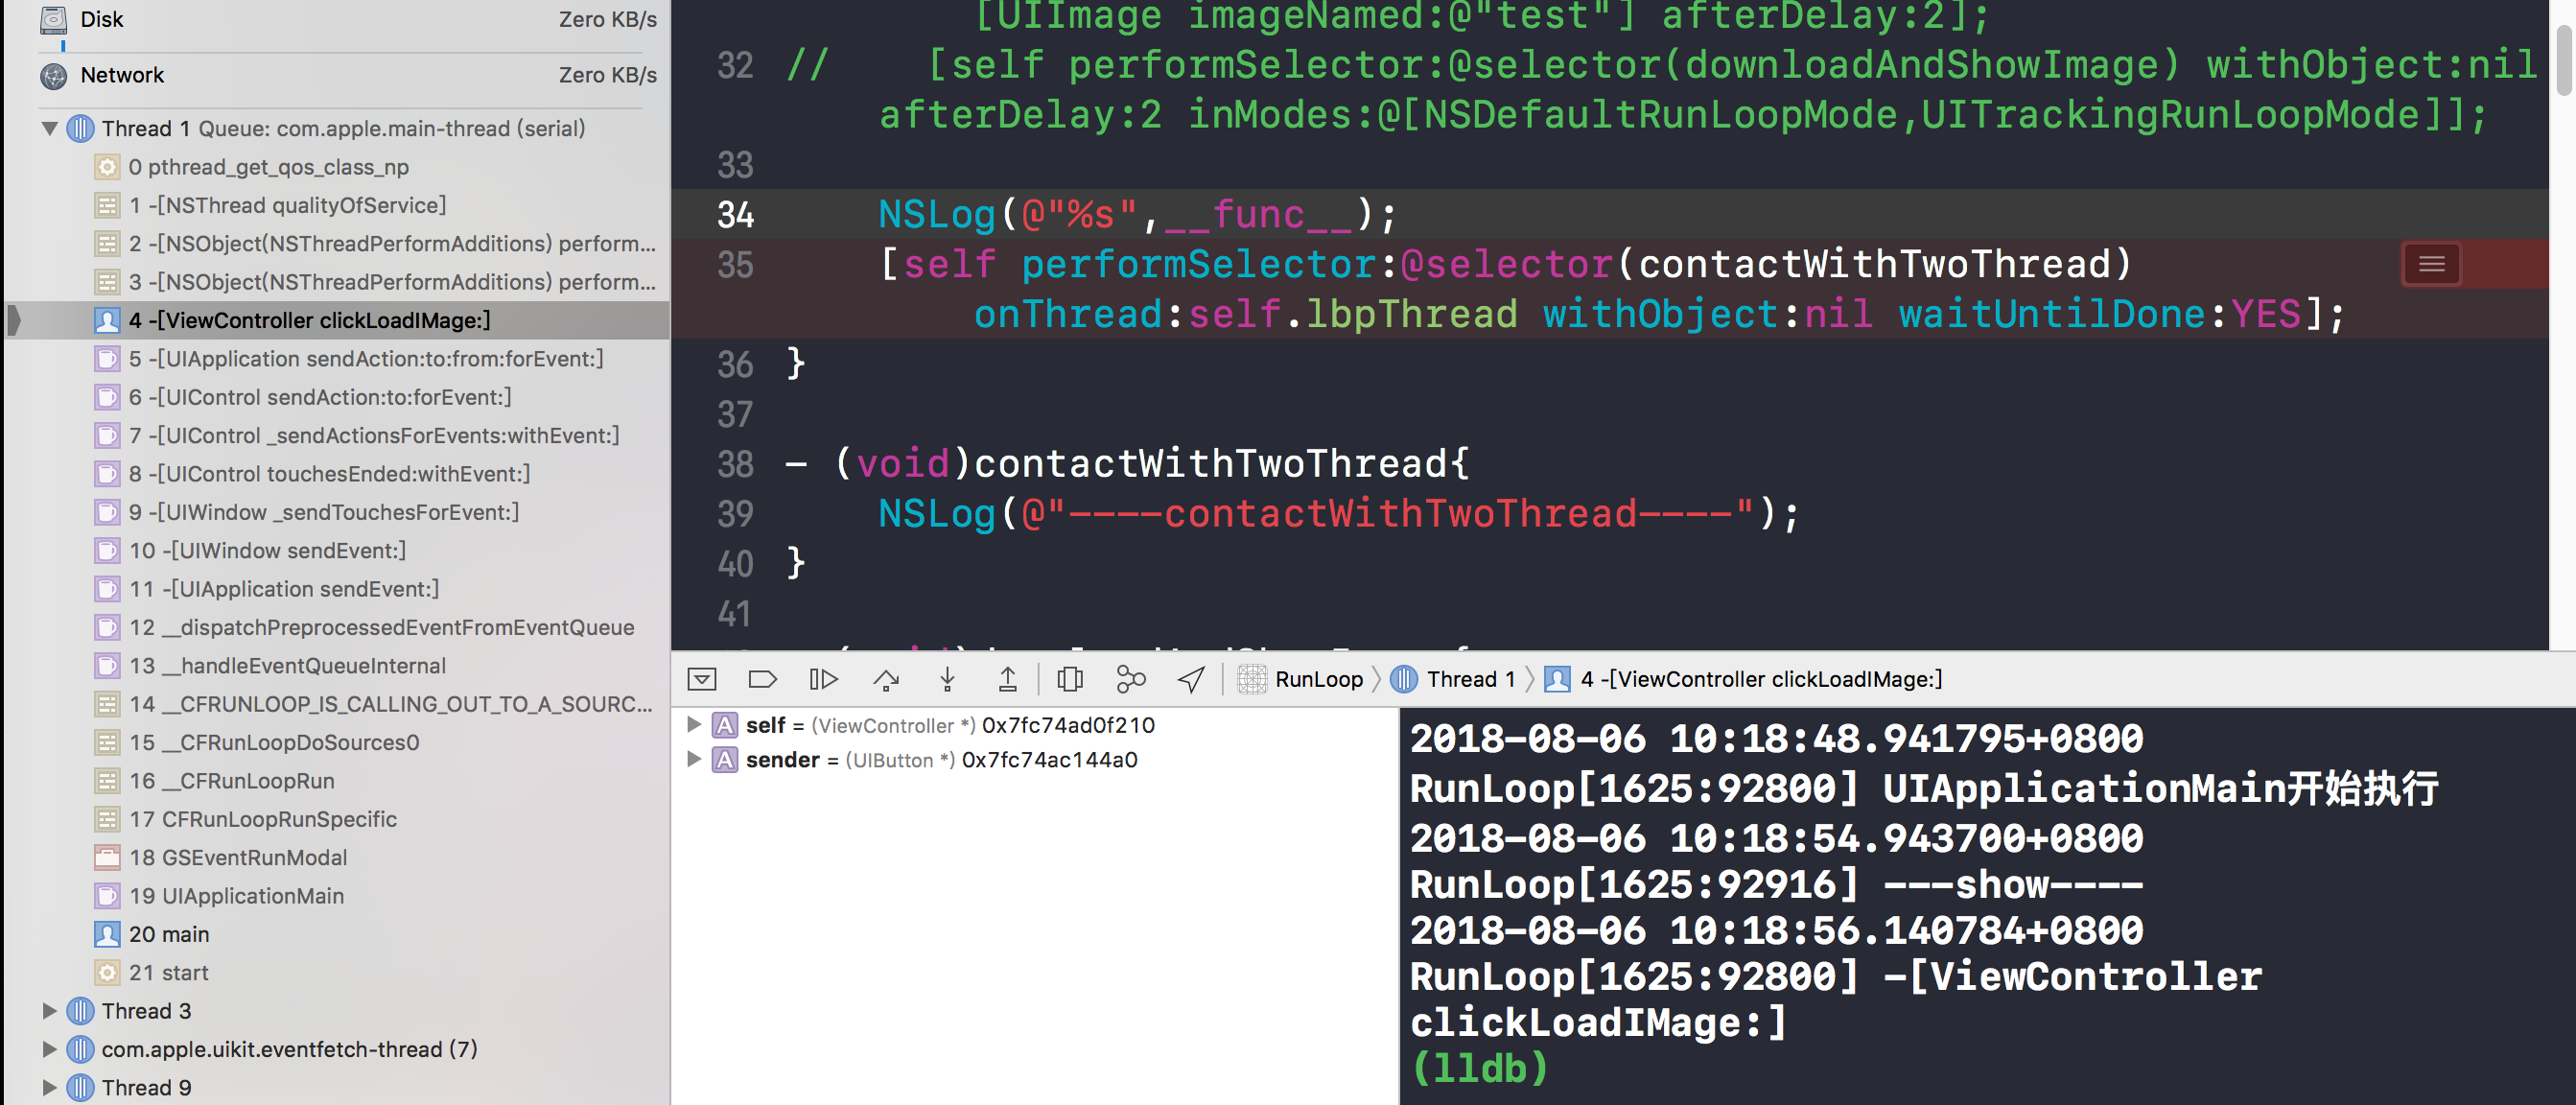 Disk Zero KB/s
Network Zero KB/s
Thread 1 Queue: com.apple.main-thread (serial)
0 pthread_get_qos_class_np
1 -[NSThread qualityOfService]
2 -[NSObject(NSThreadPerformAdditions) perform...
3 -[NSObject(NSThreadPerformAdditions) perform...
4 -[ViewController clickLoadIMage:]
5 -[UIApplication sendAction:to:from:forEvent:]
6 -[UIControl sendAction:to:forEvent:]
7 -[UIControl _sendActionsForEvents:withEvent:]
8 -[UIControl touchesEnded:withEvent:]
9 -[UIWindow _sendTouchesForEvent:]
10 -[UIWindow sendEvent:]
11 -[UIApplication sendEvent:]
12 __dispatchPreprocessedEventFromEventQueue
13 __handleEventQueueInternal
14 __CFRUNLOOP_IS_CALLING_OUT_TO_A_SOURC...
15 __CFRunLoopDoSources0
16 __CFRunLoopRun
17 CFRunLoopRunSpecific
18 GSEventRunModal
19 UIApplicationMain
20 main
21 start
Thread 3
com.apple.uikit.eventfetch-thread (7)
Thread 9
[UIImage imageNamed:@"test"] afterDelay:2];
32 // [self performSelector:@selector(downloadAndShowImage) withObject:nil
afterDelay:2 inModes:@[NSDefaultRunLoopMode,UITrackingRunLoopMode]];
33
34 NSLog(@"%s",__func__);
35 [self performSelector:@selector(contactWithTwoThread)
onThread:self.lbpThread withObject:nil waitUntilDone:YES];
36 }
37
38 - (void)contactWithTwoThread{
39 NSLog(@"----contactWithTwoThread----");
40 }
41
RunLoop Thread 1 4 -[ViewController clickLoadIMage:]
A self = (ViewController *) 0x7fc74ad0f210
A sender = (UIButton *) 0x7fc74ac144a0
2018-08-06 10:18:48.941795+0800
RunLoop[1625:92800] UIApplicationMain开始执行
2018-08-06 10:18:54.943700+0800
RunLoop[1625:92916] ---show----
2018-08-06 10:18:56.140784+0800
RunLoop[1625:92800] -[ViewController
clickLoadIMage:]
(lldb)